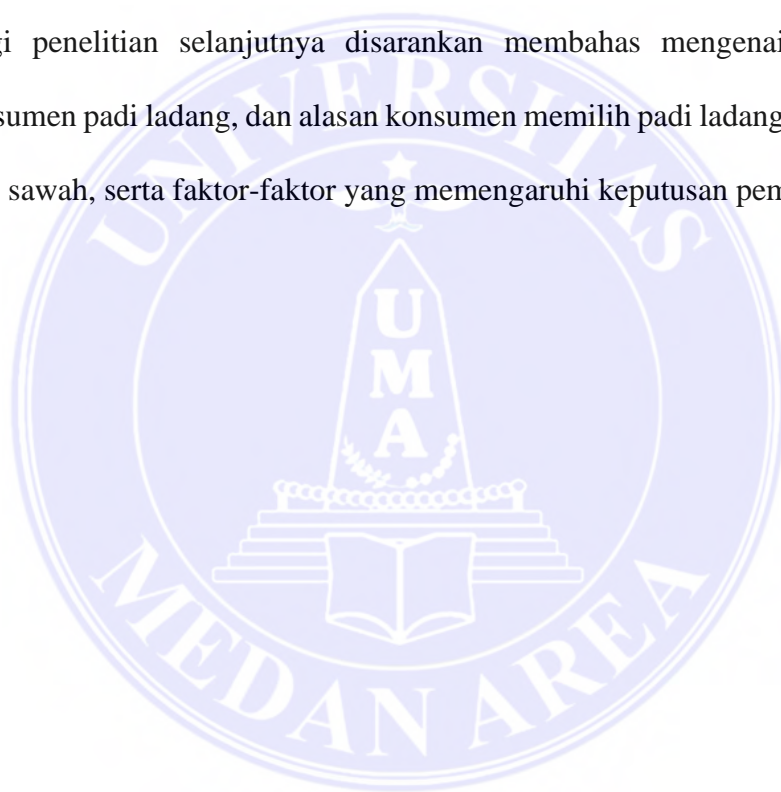 penelitian selanjutnya disarankan membahas
padi ladang, dan alasan konsumen memilih padi ladang
sawah, serta faktor-faktor yang memengaruhi keputusan
UNIVERSITAS
UMA
MEDAN AREA